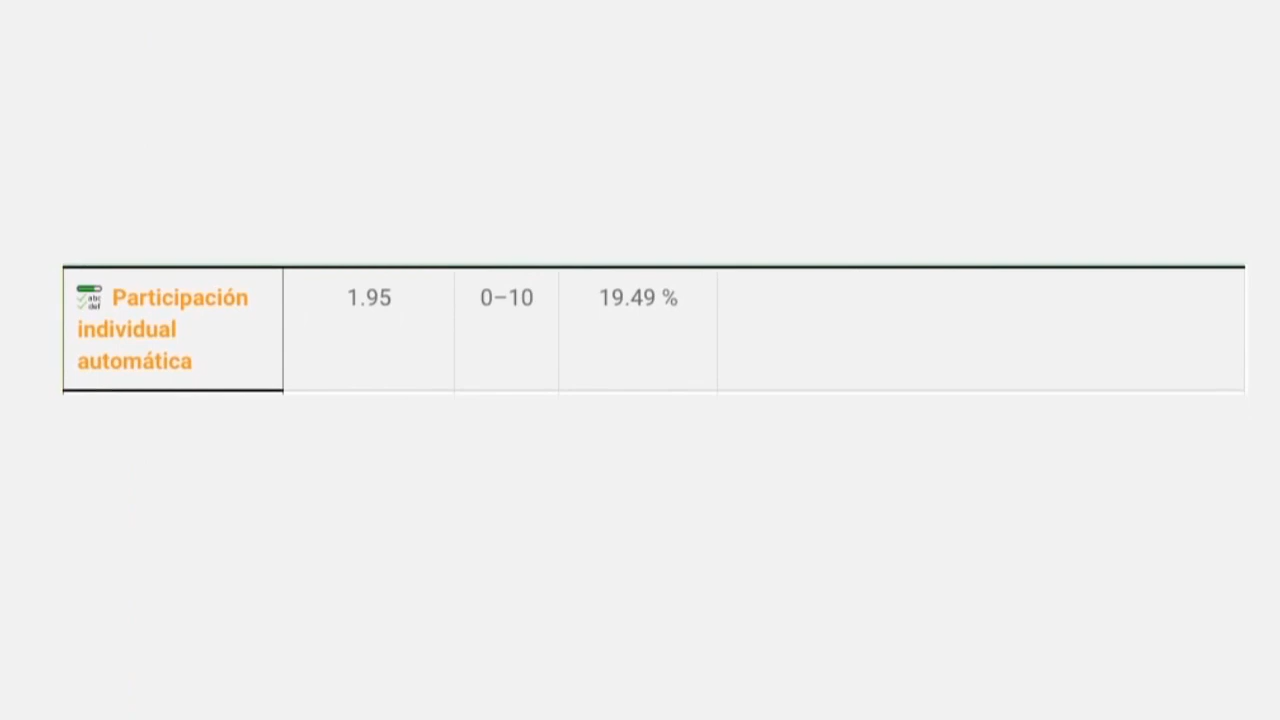 Participación
individual
automática
1.95
0–10
19.49 %